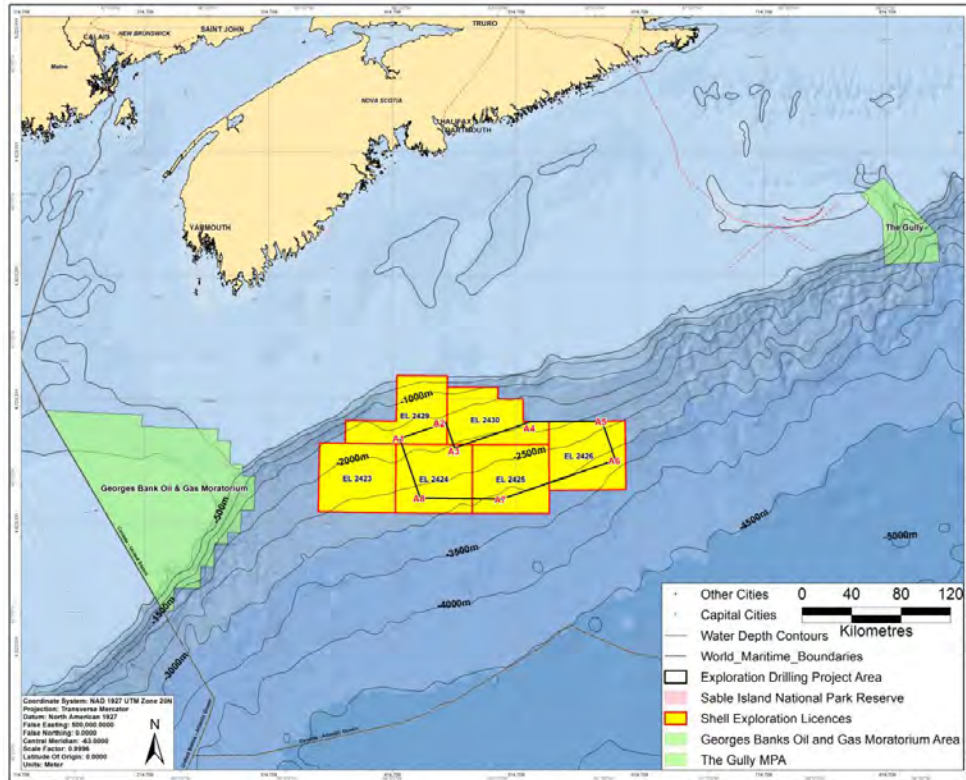 TRURO
NEW BRUNSWICK
SAINT JOHN
CALAIS
Maine
NOVA SCOTIA
HALIFAX
DARTMOUTH
YARMOUTH
The Gully
-1000m
EL 2429
EL 2430
A1
A2
A3
A4
A5
A6
-2000m
-2500m
EL 2423
EL 2424
EL 2425
EL 2426
A8
A7
Georges Bank Oil & Gas Moratorium
-500m
-1500m
-3000m
-3500m
-4000m
-4500m
-5000m
Other Cities
Capital Cities
Water Depth Contours
World_Maritime_Boundaries
Exploration Drilling Project Area
Sable Island National Park Reserve
Shell Exploration Licences
Georges Banks Oil and Gas Moratorium Area
The Gully MPA
0 40 80 120
Kilometres
Coordinate System: NAD 1927 UTM Zone 20N
Projection: Transverse Mercator
Datum: North American 1927
False Easting: 500,000.0000
False Northing: 0.0000
Central Meridian: -63.0000
Scale Factor: 0.9996
Latitude Of Origin: 0.0000
Units: Meter
N